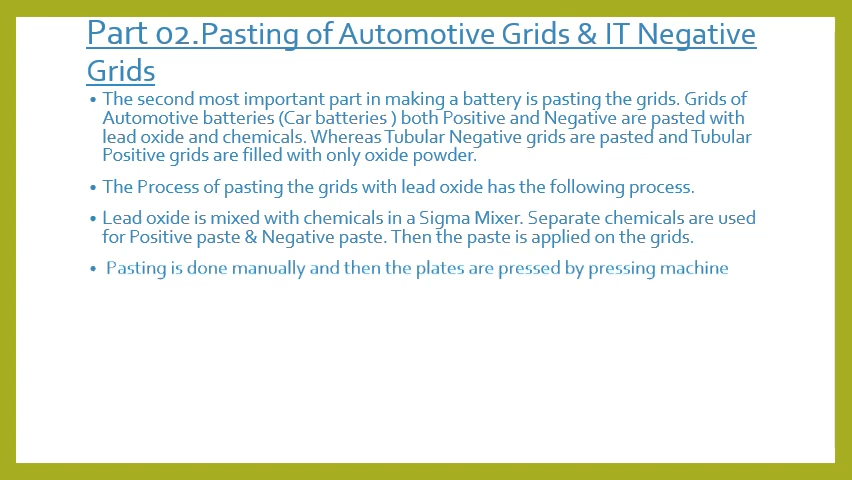 Part 02.Pasting of Automotive Grids & IT Negative
Grids
• The second most important part in making a battery is pasting the grids. Grids of
Automotive batteries (Car batteries ) both Positive and Negative are pasted with
lead oxide and chemicals. Whereas Tubular Negative grids are pasted and Tubular
Positive grids are filled with only oxide powder.
• The Process of pasting the grids with lead oxide has the following process.
• Lead oxide is mixed with chemicals in a Sigma Mixer. Separate chemicals are used
for Positive paste & Negative paste. Then the paste is applied on the grids.
• Pasting is done manually and then the plates are pressed by pressing machine